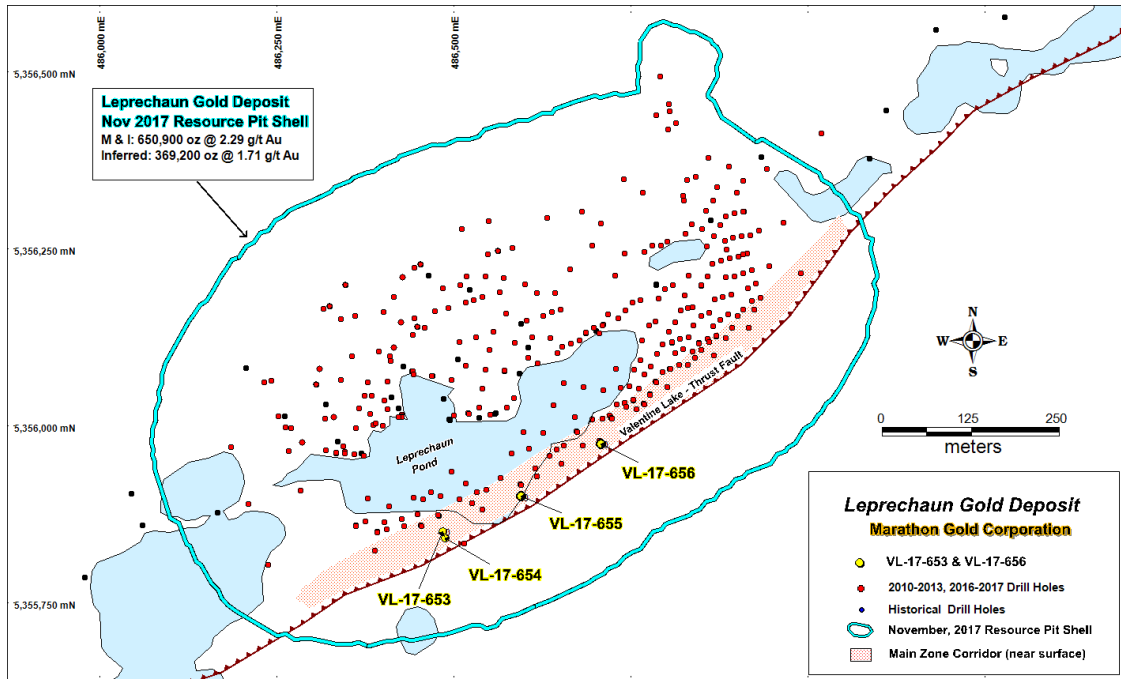 486,000 mE
486,250 mE
486,500 mE
5,356,500 mN
5,356,250 mN
5,356,000 mN
5,355,750 mN
Leprechaun Gold Deposit
Nov 2017 Resource Pit Shell
M & I: 650,900 oz @ 2.29 g/t Au
Inferred: 369,200 oz @ 1.71 g/t Au
Valentine Lake - Thrust Fault
Leprechaun
Pond
VL-17-656
VL-17-655
VL-17-654
VL-17-653
N
W
E
S
0
125
250
meters
Leprechaun Gold Deposit
Marathon Gold Corporation
VL-17-653 & VL-17-656
2010-2013, 2016-2017 Drill Holes
Historical Drill Holes
November, 2017 Resource Pit Shell
Main Zone Corridor (near surface)